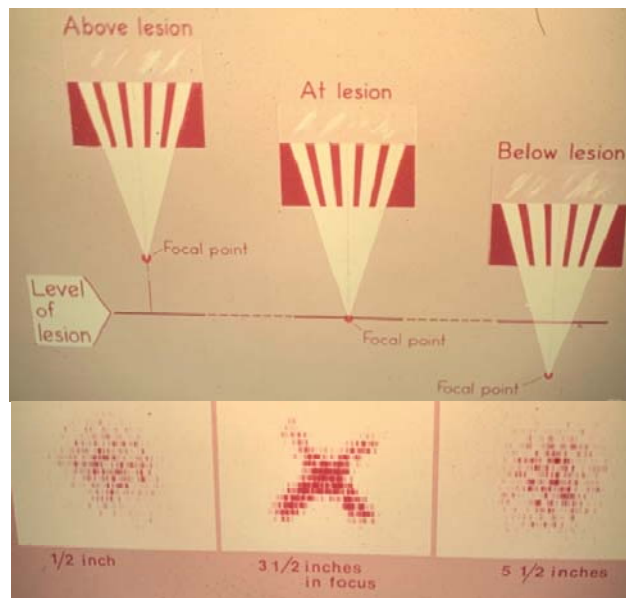 Above lesion
At lesion
Below lesion
Focal point
Level
of
lesion
Focal point
Focal point
1/2 inch
3 1/2 inches
in focus
5 1/2 inches